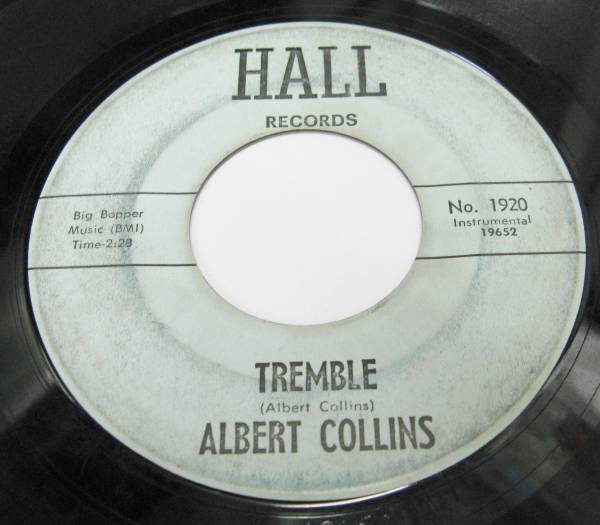 HALL
RECORDS
Big Bopper
Music (BMI)
Time-2:28
No. 1920
Instrumental
19652
TREMBLE
(Albert Collins)
ALBERT COLLINS